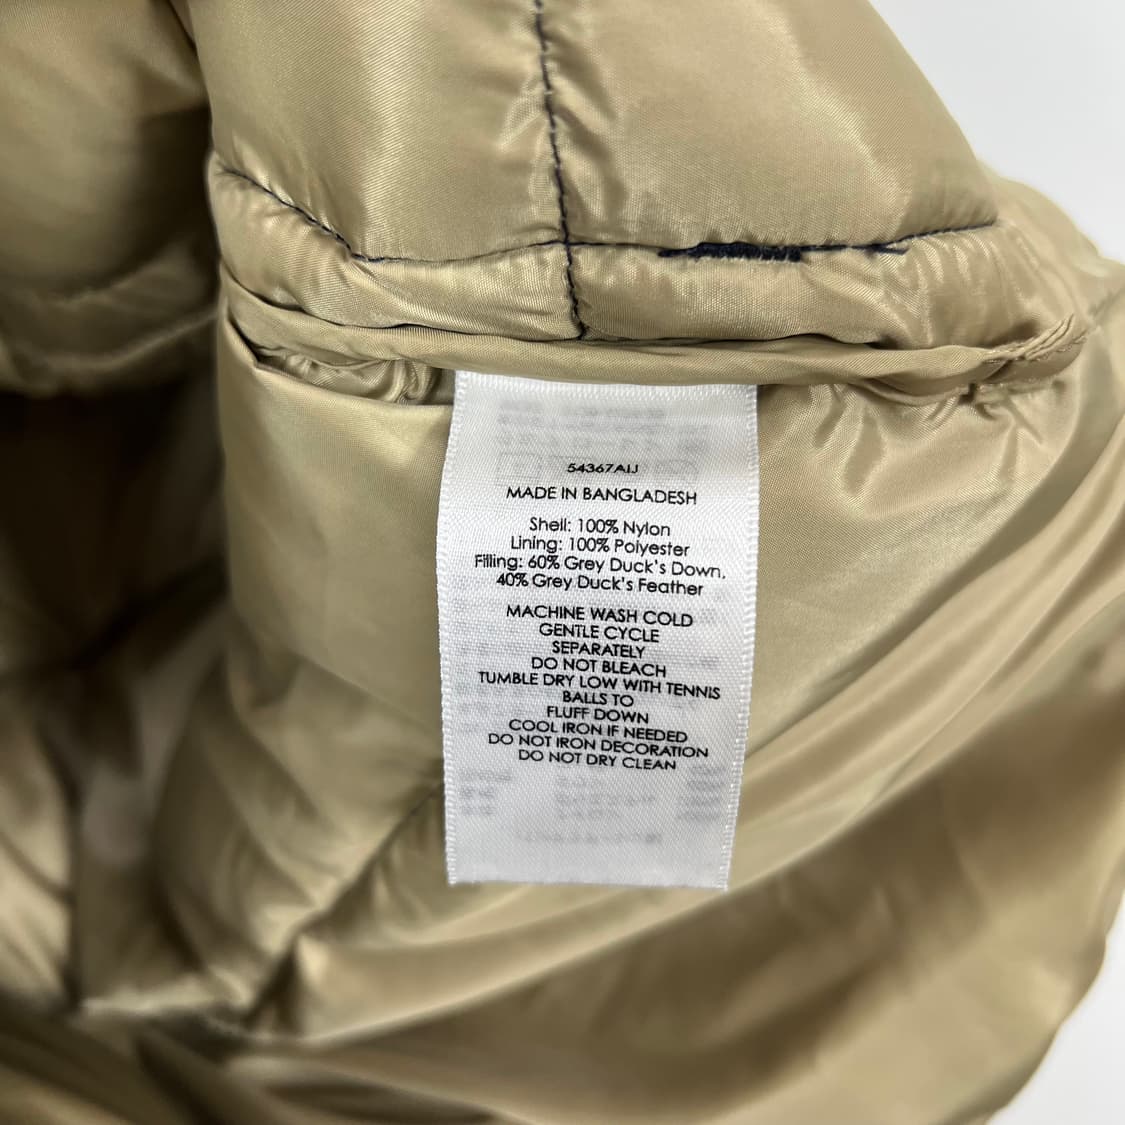 54367AIJ
MADE IN BANGLADESH
Shell: 100% Nylon
Lining: 100% Polyester
Filling: 60% Grey Duck's Down,
40% Grey Duck's Feather
MACHINE WASH COLD
GENTLE CYCLE
SEPARATELY
DO NOT BLEACH
TUMBLE DRY LOW WITH TENNIS
BALLS TO
FLUFF DOWN
COOL IRON IF NEEDED
DO NOT IRON DECORATION
DO NOT DRY CLEAN